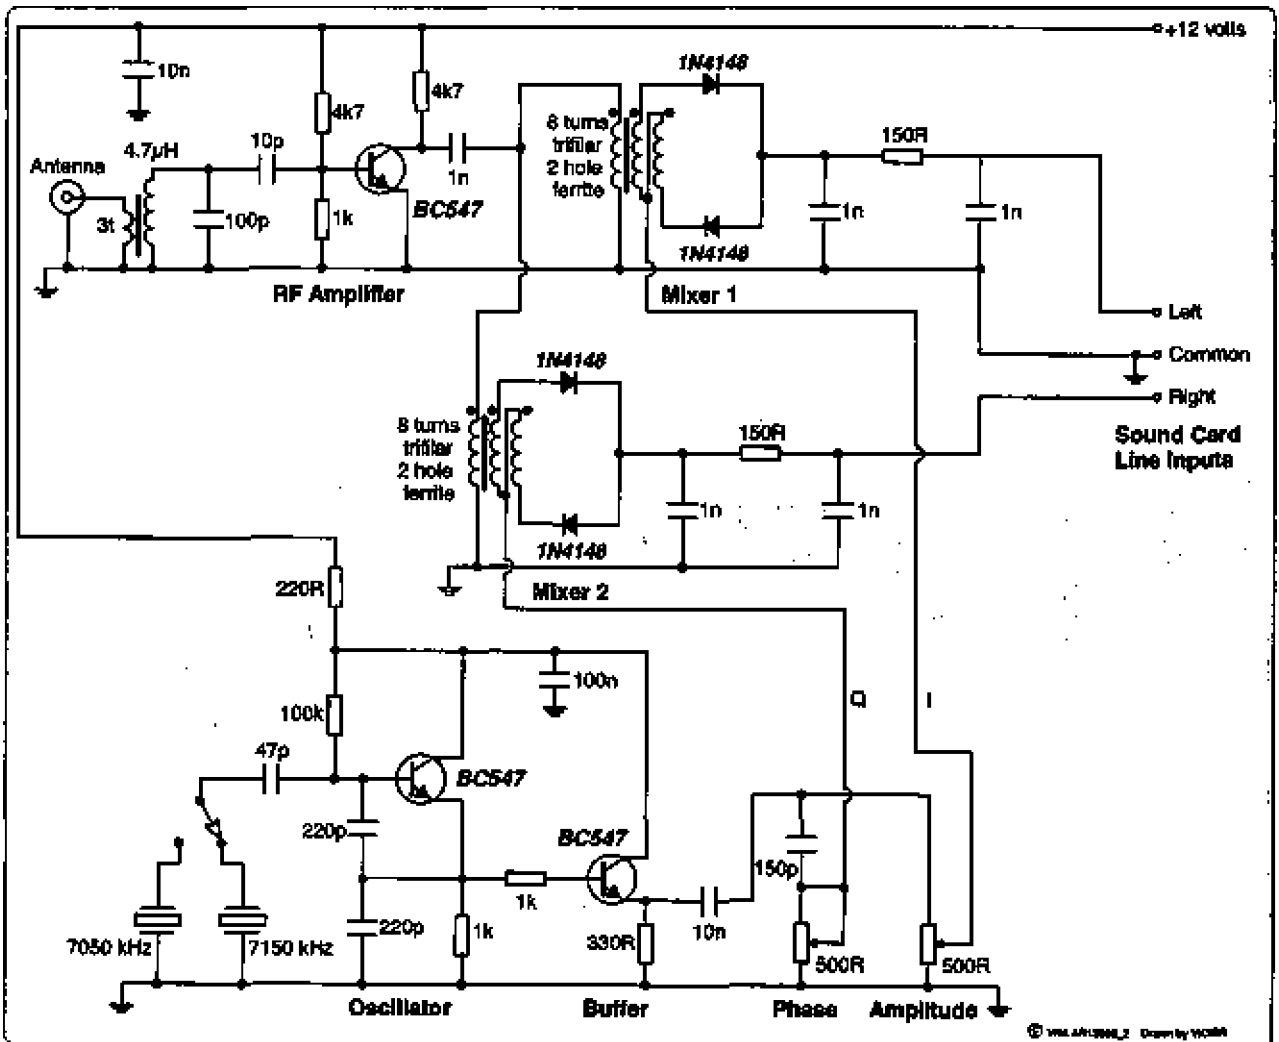 +12 volts
10n
4k7
4k7
1N4148
8 turns
trifilar
2 hole
ferrite
150R
Antenna
4.7µH
10p
1n
3t
100p
1k
BC547
1N4148
1n
1n
RF Amplifier
Mixer 1
Left
Common
Right
Sound Card
Line Inputs
1N4148
8 turns
trifilar
2 hole
ferrite
150R
1n
1n
1N4148
Mixer 2
220R
100n
Q
I
100k
47p
BC547
220p
BC547
150p
1k
220p
1k
330R
10n
500R
500R
7050 kHz
7150 kHz
Oscillator
Buffer
Phase
Amplitude
©
Drawn by